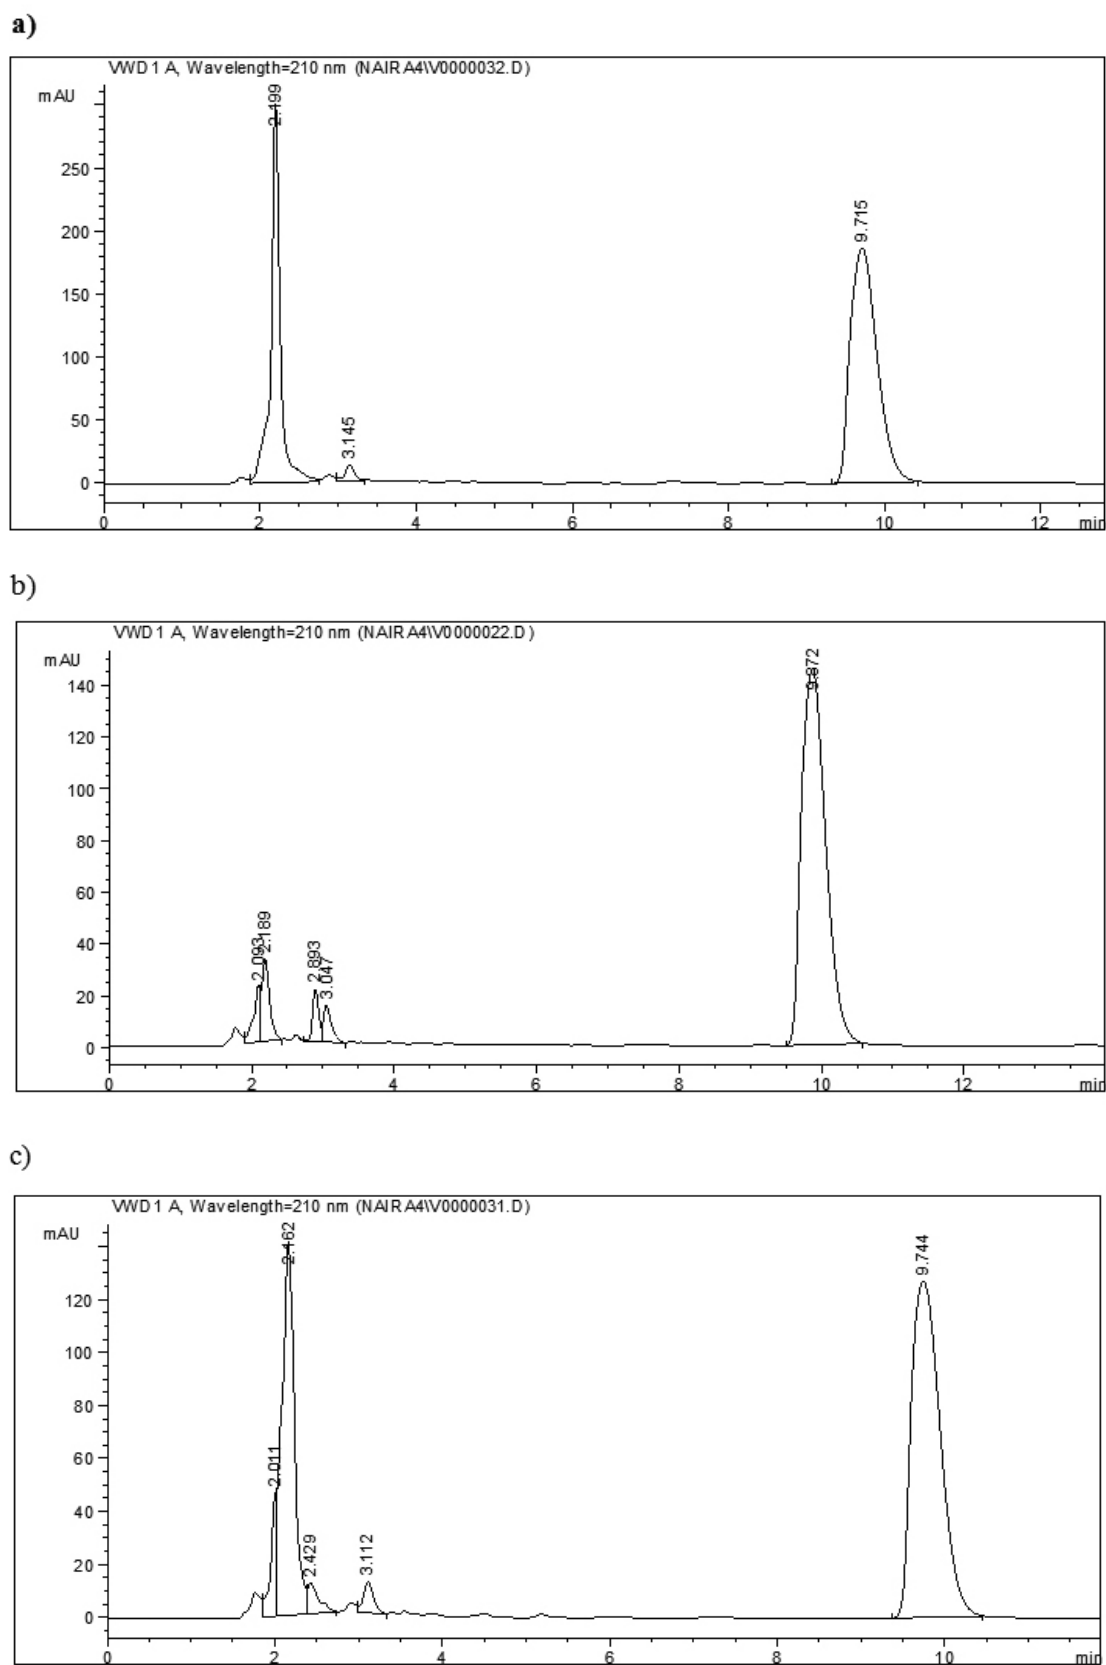 a)
VWD1 A, Wavelength=210 nm (NAIRA4\V0000032.D)
mAU
2.199
250
200
150
100
50
0
3.145
9.715
0 2 4 6 8 10 12 min
b)
VWD1 A, Wavelength=210 nm (NAIRA4\V0000022.D)
mAU
140
120
100
80
60
40
20
0
2.093
2.189
2.893
3.047
9.872
0 2 4 6 8 10 12 min
c)
VWD1 A, Wavelength=210 nm (NAIRA4\V0000031.D)
mAU
120
100
80
60
40
20
0
2.011
2.162
2.429
3.112
9.744
0 2 4 6 8 10 min